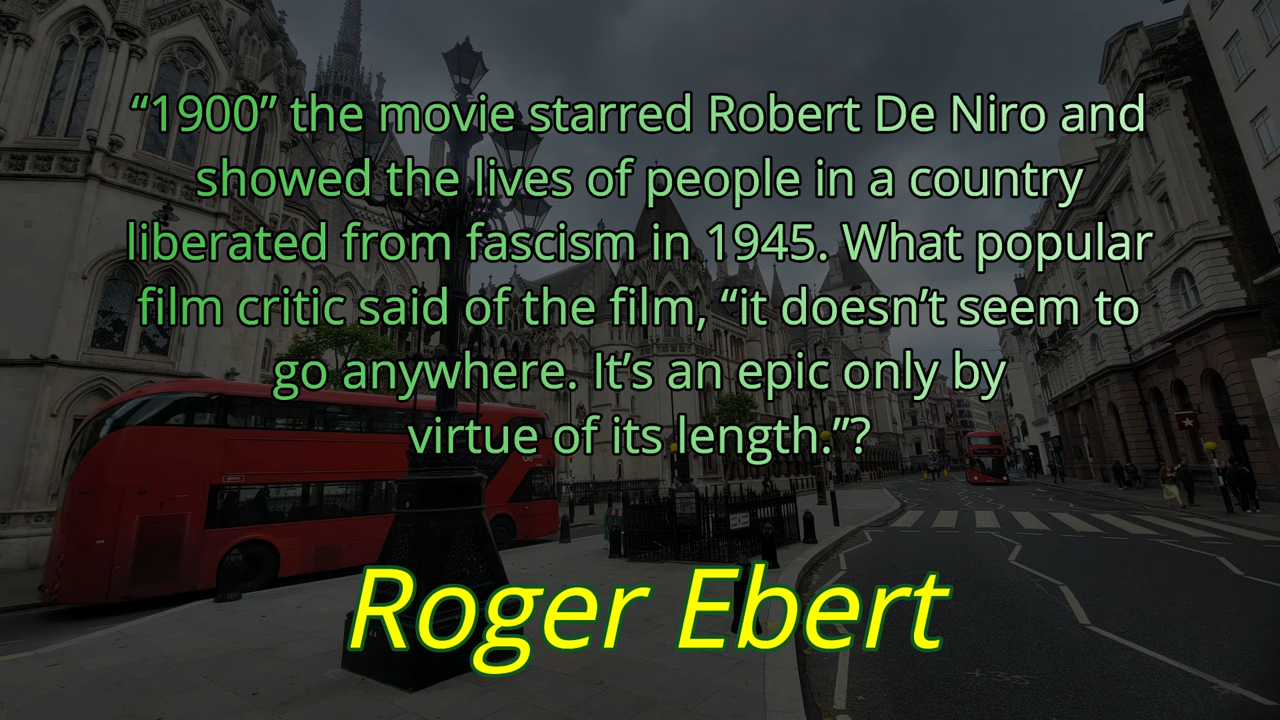 “1900” the movie starred Robert De Niro and
showed the lives of people in a country
liberated from fascism in 1945. What popular
film critic said of the film, “it doesn’t seem to
go anywhere. It’s an epic only by
virtue of its length.”?
Roger Ebert